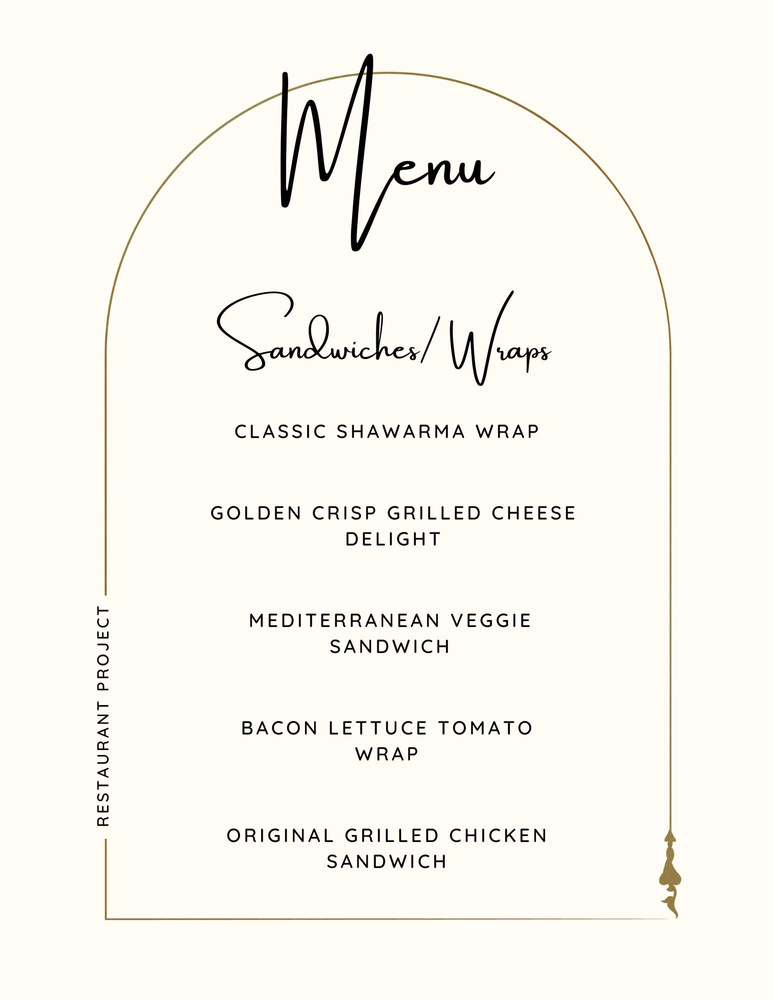 Menu
Sandwiches/Wraps
CLASSIC SHAWARMA WRAP
GOLDEN CRISP GRILLED CHEESE
DELIGHT
MEDITERRANEAN VEGGIE
SANDWICH
BACON LETTUCE TOMATO
WRAP
ORIGINAL GRILLED CHICKEN
SANDWICH
RESTAURANT PROJECT